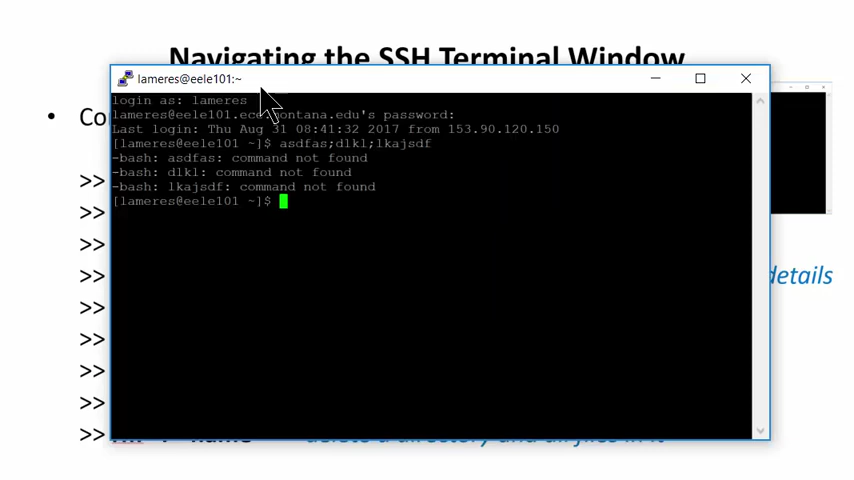 Navigating the SSH Terminal Window
lameres@eele101:~
login as: lameres
lameres@eele101.ece.montana.edu's password:
Last login: Thu Aug 31 08:41:32 2017 from 153.90.120.150
[lameres@eele101 ~]$ asdfas;dlkl;lkajsdf
-bash: asdfas: command not found
-bash: dlkl: command not found
-bash: lkajsdf: command not found
[lameres@eele101 ~]$
• Co
>>
>>
>>
>> details
>>
>>
>>
>>
>>